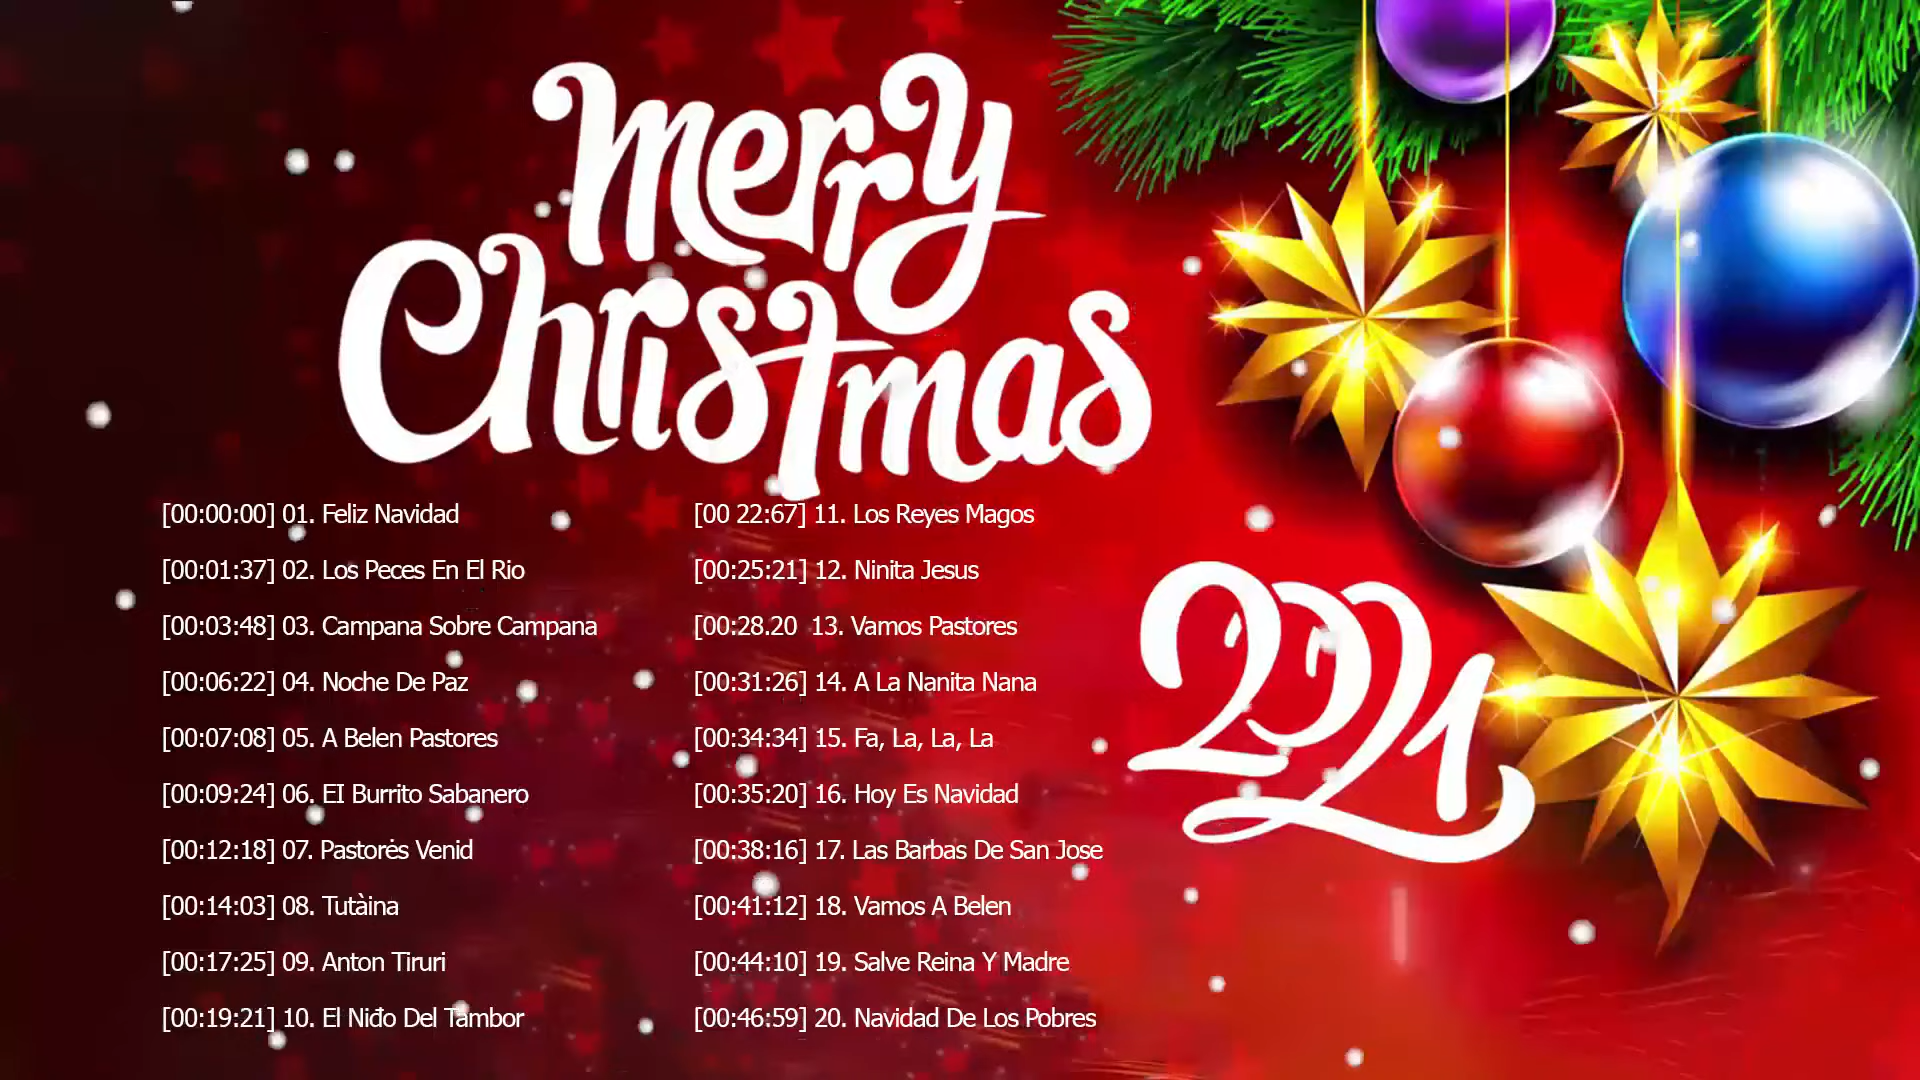 Merry
Christmas
[00:00:00] 01. Feliz Navidad
[00:01:37] 02. Los Peces En El Rio
[00:03:48] 03. Campana Sobre Campana
[00:06:22] 04. Noche De Paz
[00:07:08] 05. A Belen Pastores
[00:09:24] 06. EI Burrito Sabanero
[00:12:18] 07. Pastorės Venid
[00:14:03] 08. Tutàina
[00:17:25] 09. Anton Tiruri
[00:19:21] 10. El Niđo Del Tambor
[00 22:67] 11. Los Reyes Magos
[00:25:21] 12. Ninita Jesus
[00:28.20 13. Vamos Pastores
[00:31:26] 14. A La Nanita Nana
[00:34:34] 15. Fa, La, La, La
[00:35:20] 16. Hoy Es Navidad
[00:38:16] 17. Las Barbas De San Jose
[00:41:12] 18. Vamos A Belen
[00:44:10] 19. Salve Reina Y Madre
[00:46:59] 20. Navidad De Los Pobres
2021